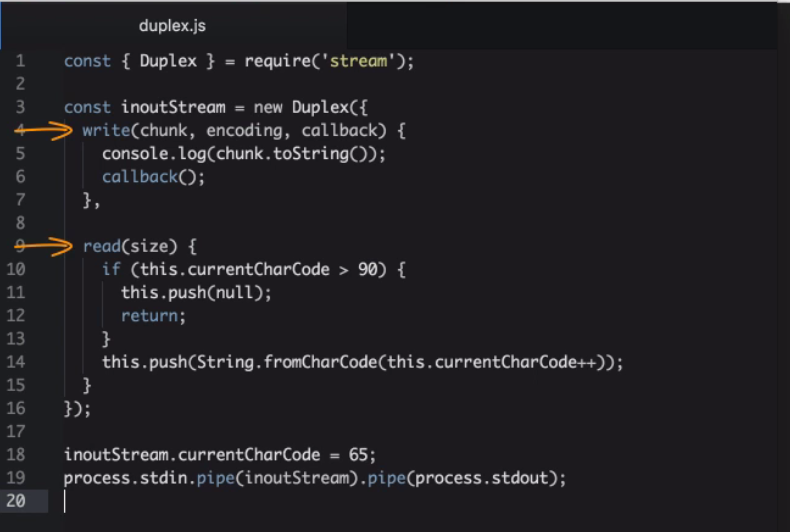 duplex.js
1 const { Duplex } = require('stream');
2
3 const inoutStream = new Duplex({
4 write(chunk, encoding, callback) {
5 console.log(chunk.toString());
6 callback();
7 },
8
9 read(size) {
10 if (this.currentCharCode > 90) {
11 this.push(null);
12 return;
13 }
14 this.push(String.fromCharCode(this.currentCharCode++));
15 }
16 });
17
18 inoutStream.currentCharCode = 65;
19 process.stdin.pipe(inoutStream).pipe(process.stdout);
20